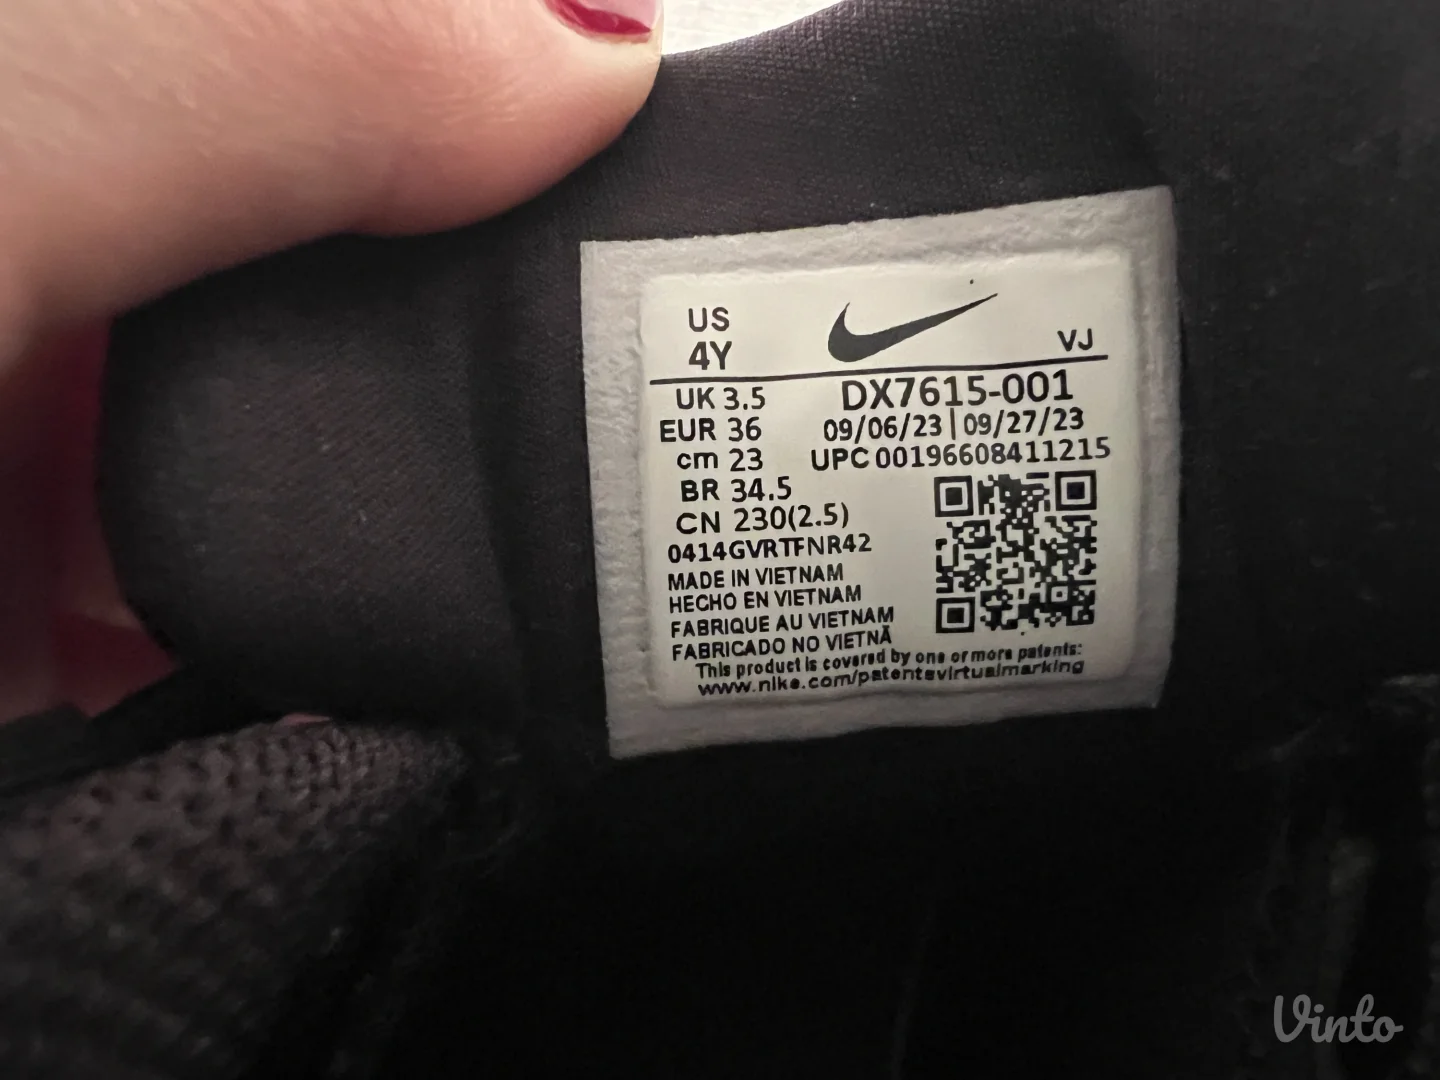 US
4Y
VJ
UK 3.5
DX7615-001
EUR 36
09/06/23 | 09/27/23
cm 23
UPC 00196608411215
BR 34.5
CN 230(2.5)
0414GVRTFNR42
MADE IN VIETNAM
HECHO EN VIETNAM
FABRIQUE AU VIETNAM
FABRICADO NO VIETNÃ
This product is covered by one or more patents:
www.nike.com/patentsvirtualmarking
Vinto